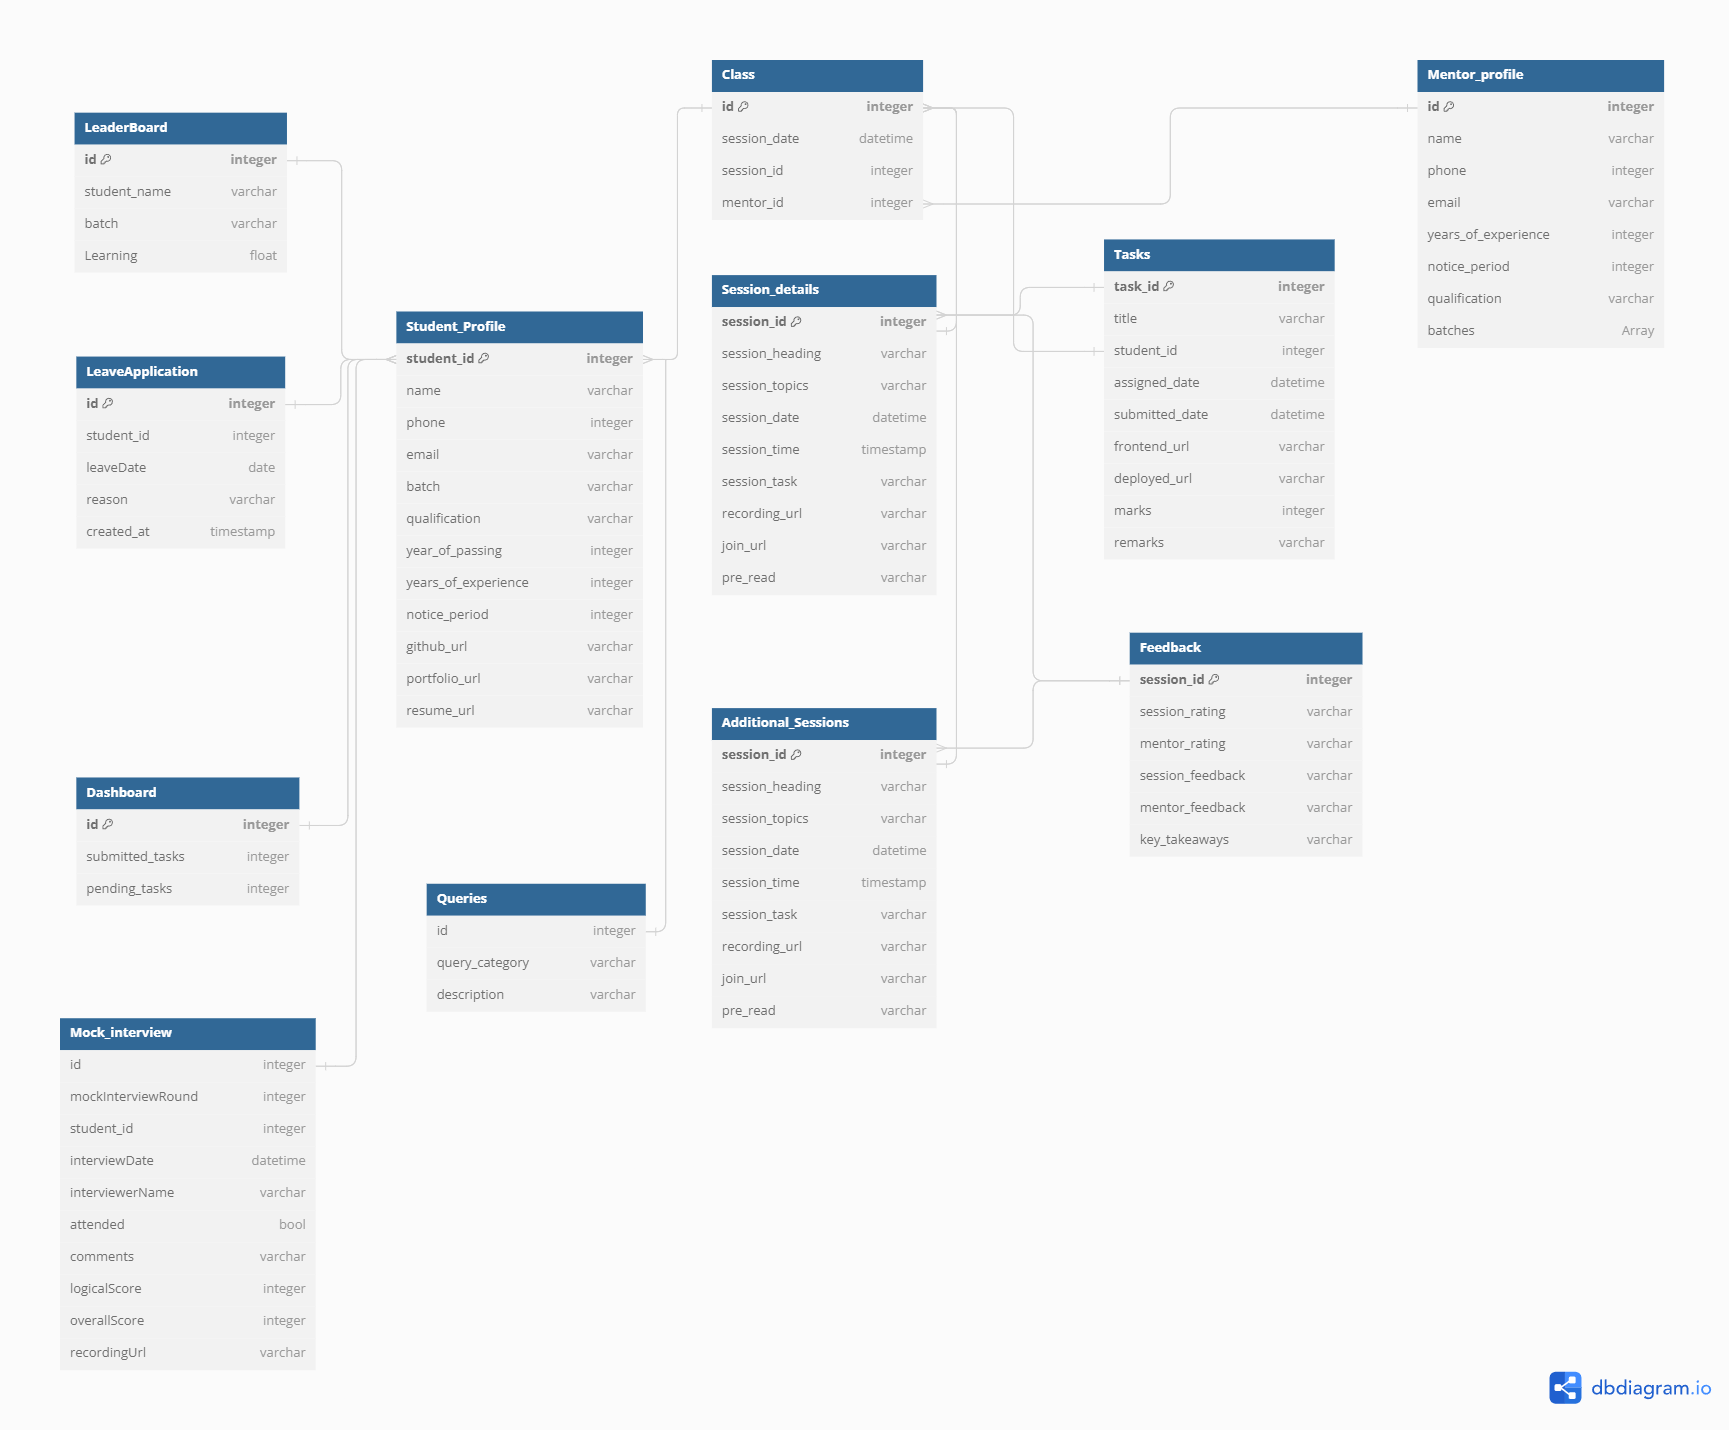 LeaderBoard
id integer
student_name varchar
batch varchar
Learning float
LeaveApplication
id integer
student_id integer
leaveDate date
reason varchar
created_at timestamp
Dashboard
id integer
submitted_tasks integer
pending_tasks integer
Mock_interview
id integer
mockInterviewRound integer
student_id integer
interviewDate datetime
interviewerName varchar
attended bool
comments varchar
logicalScore integer
overallScore integer
recordingUrl varchar
Student_Profile
student_id integer
name varchar
phone integer
email varchar
batch varchar
qualification varchar
year_of_passing integer
years_of_experience integer
notice_period integer
github_url varchar
portfolio_url varchar
resume_url varchar
Queries
id integer
query_category varchar
description varchar
Class
id integer
session_date datetime
session_id integer
mentor_id integer
Session_details
session_id integer
session_heading varchar
session_topics varchar
session_date datetime
session_time timestamp
session_task varchar
recording_url varchar
join_url varchar
pre_read varchar
Additional_Sessions
session_id integer
session_heading varchar
session_topics varchar
session_date datetime
session_time timestamp
session_task varchar
recording_url varchar
join_url varchar
pre_read varchar
Tasks
task_id integer
title varchar
student_id integer
assigned_date datetime
submitted_date datetime
frontend_url varchar
deployed_url varchar
marks integer
remarks varchar
Feedback
session_id integer
session_rating varchar
mentor_rating varchar
session_feedback varchar
mentor_feedback varchar
key_takeaways varchar
Mentor_profile
id integer
name varchar
phone integer
email varchar
years_of_experience integer
notice_period integer
qualification varchar
batches Array
dbdiagram.io